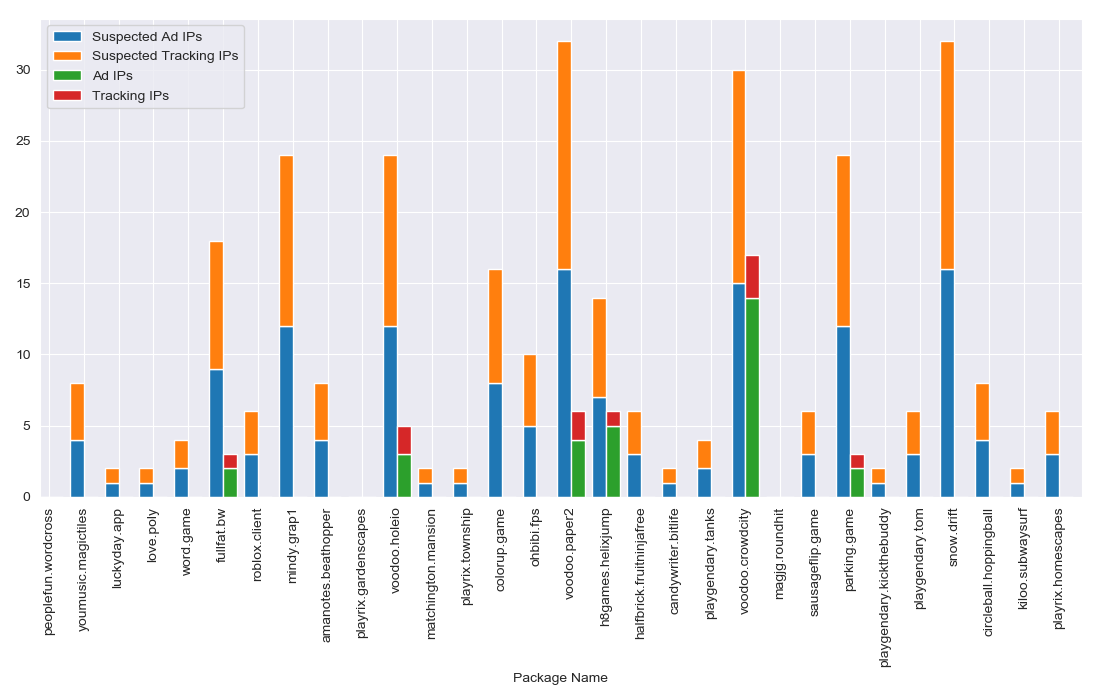 Suspected Ad IPs
Suspected Tracking IPs
Ad IPs
Tracking IPs
30
25
20
15
10
5
0
peoplefun.wordcross
youmusic.magictiles
luckyday.app
love.poly
word.game
fullfat.bw
roblox.client
mindy.grap1
amanotes.beathopper
playrix.gardenscapes
voodoo.holeio
matchington.mansion
playrix.township
colorup.game
ohbibi.fps
voodoo.paper2
h8games.helixjump
halfbrick.fruitninjafree
candywriter.bitlife
playgendary.tanks
voodoo.crowdcity
magjg.roundhit
sausageflip.game
parking.game
playgendary.kickthebuddy
playgendary.tom
snow.drift
circleball.hoppingball
kiloo.subwaysurf
playrix.homescapes
Package Name